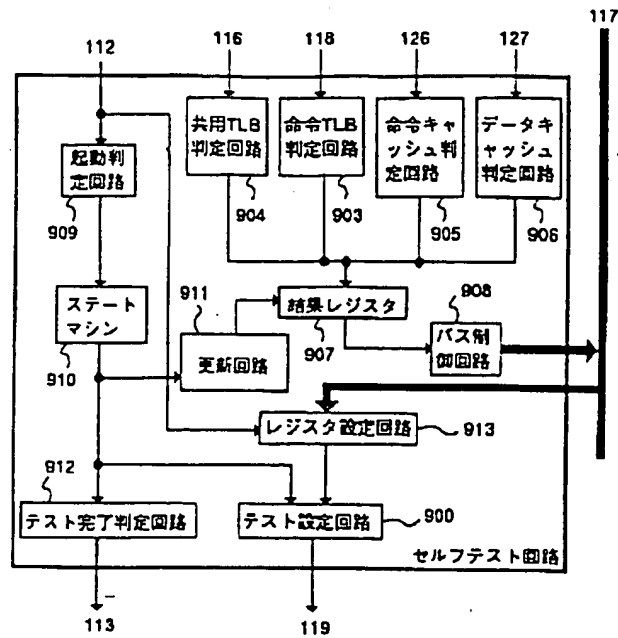 117
112
116
118
126
127
共用TLB
判定回路
命令TLB
判定回路
命令キャ
ッシュ判
定回路
データキ
ャッシュ
判定回路
起動判
定回路
909
904
903
905
906
ステート
マシン
910
911
更新回路
結果レジスタ
907
908
バス制
御回路
レジスタ設定回路
913
912
テスト完了判定回路
テスト設定回路
900
セルフテスト回路
113
119